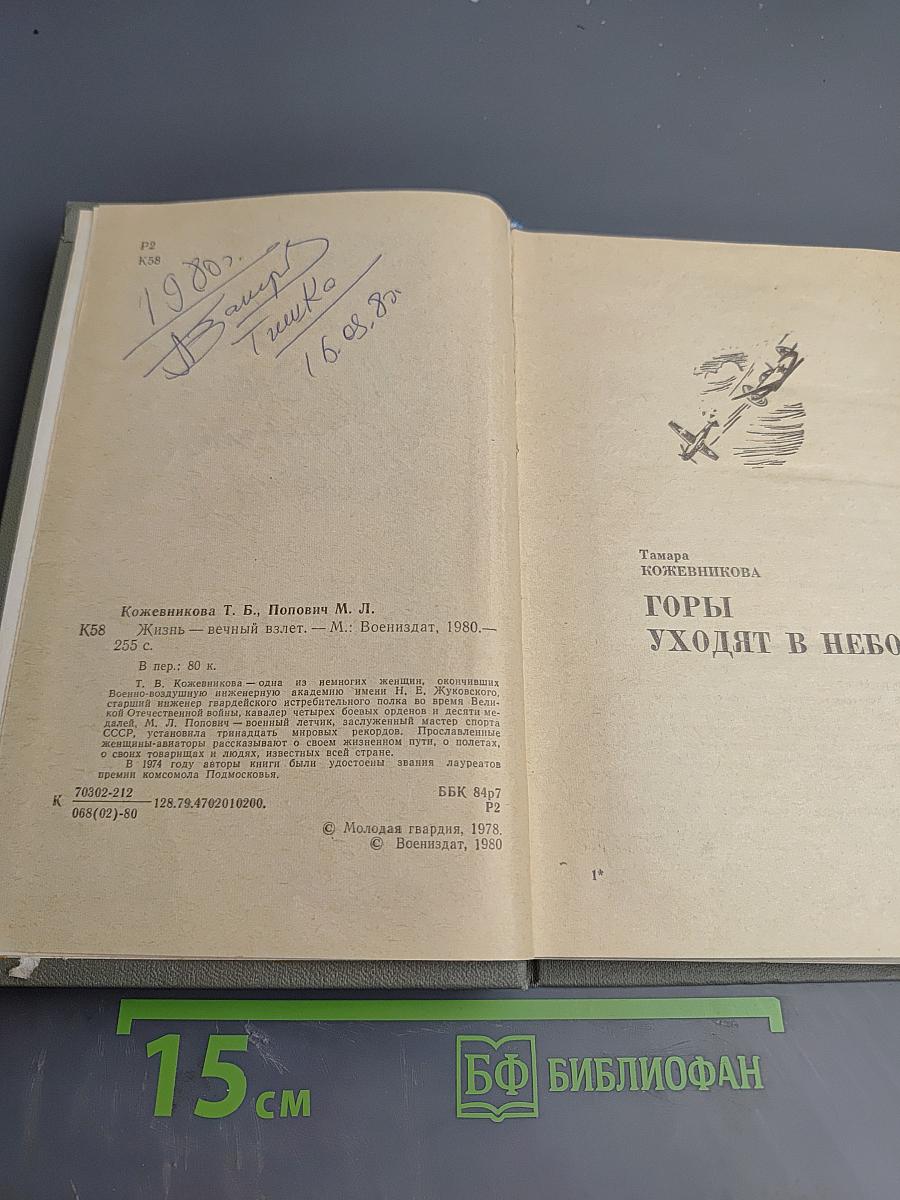 Р2
К58
1980г.
Тишка
16.09.80г.
Кожевникова Т. Б., Попович М. Л.
К58 Жизнь — вечный взлет. — М.: Воениздат, 1980.—
255 с.
В пер.: 80 к.
Т. В. Кожевникова — одна из немногих женщин, окончивших
Военно-воздушную инженерную академию имени Н. Е. Жуковского,
старший инженер гвардейского истребительного полка во время Вели-
кой Отечественной войны, кавалер четырех боевых орденов и десяти ме-
далей, М. Л. Попович — военный летчик, заслуженный мастер спорта
СССР, установила тринадцать мировых рекордов. Прославленные
женщины-авиаторы рассказывают о своем жизненном пути, о полетах,
о своих товарищах и людях, известных всей стране.
В 1974 году авторы книги были удостоены звания лауреатов
премии комсомола Подмосковья.
К 70302-212
068(02)-80
128.79.4702010200.
ББК 84р7
Р2
© Молодая гвардия, 1978.
© Воениздат, 1980
Тамара
КОЖЕВНИКОВА
ГОРЫ
УХОДЯТ В НЕБО
1*
15 см
БФ БИБЛИОФАН